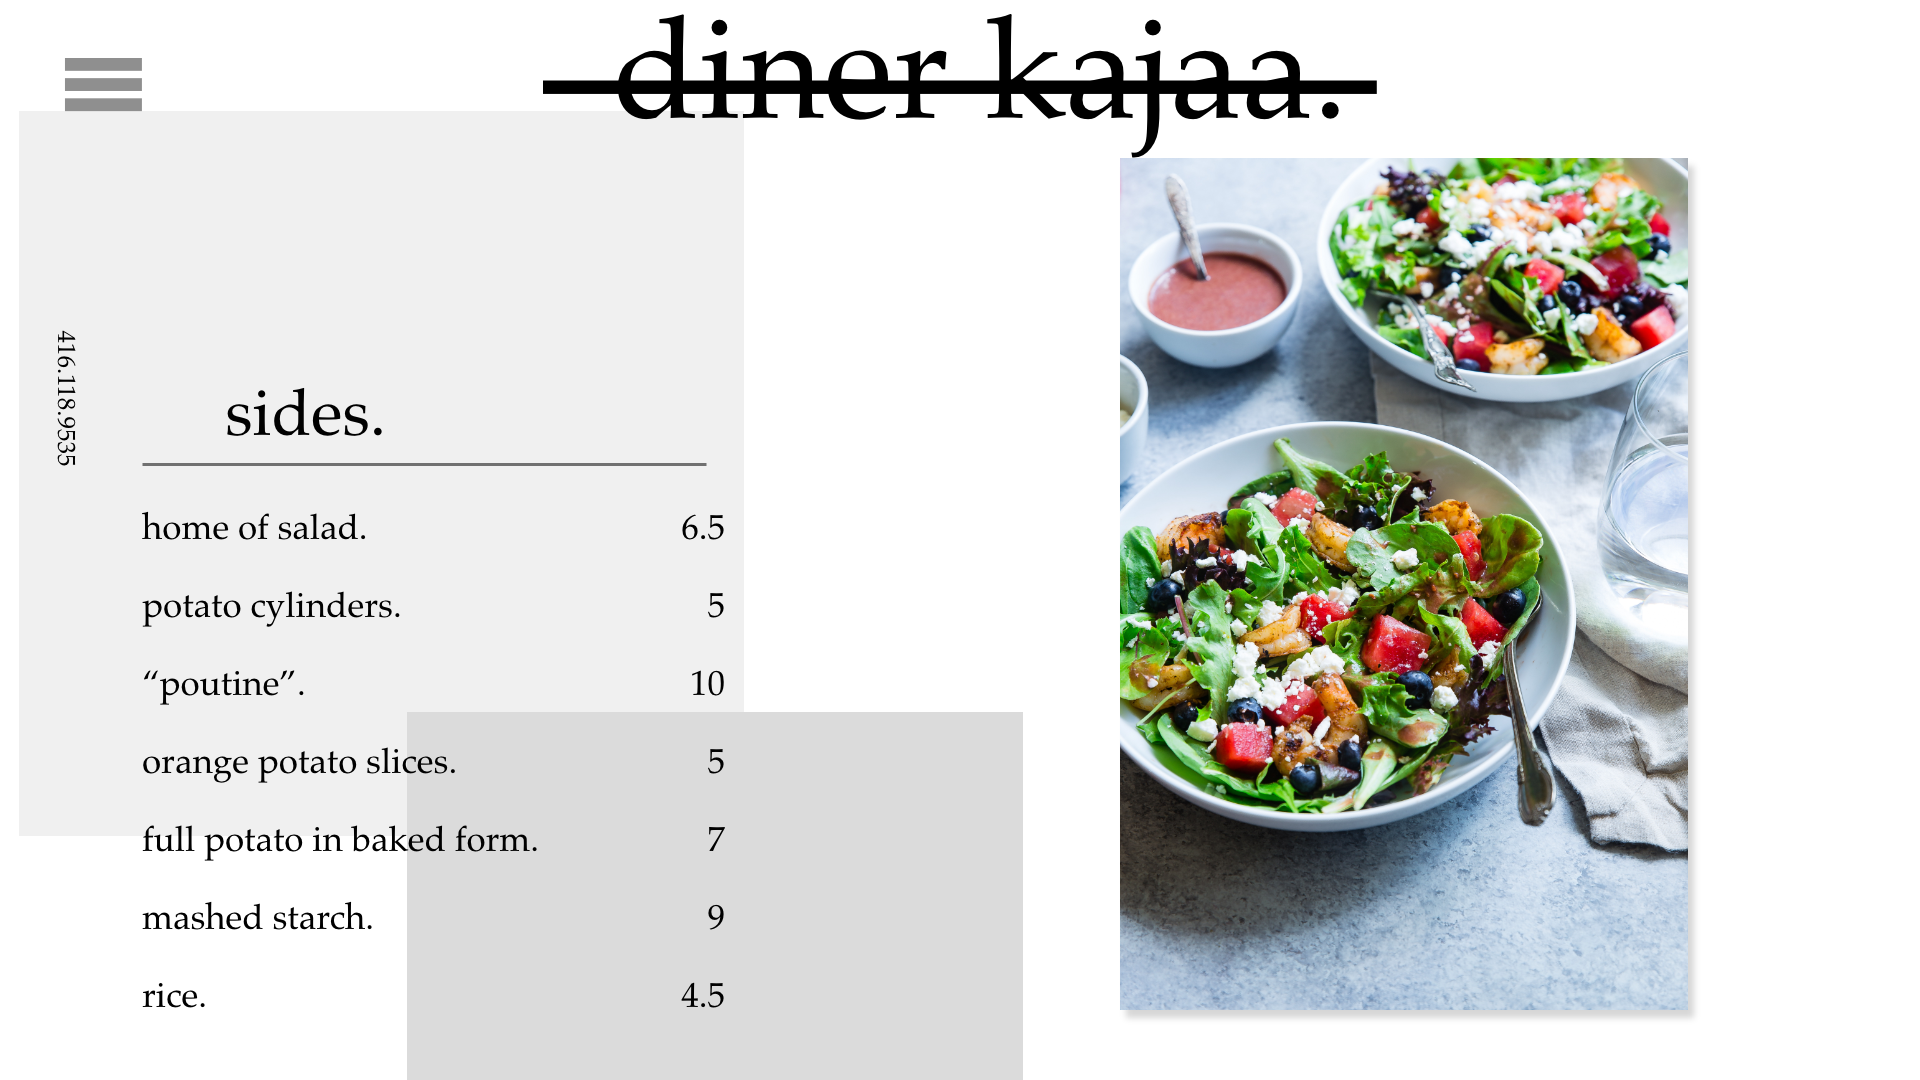 diner kajaa.
416.118.9535
sides.
home of salad. 6.5
potato cylinders. 5
“poutine”. 10
orange potato slices. 5
full potato in baked form. 7
mashed starch. 9
rice. 4.5